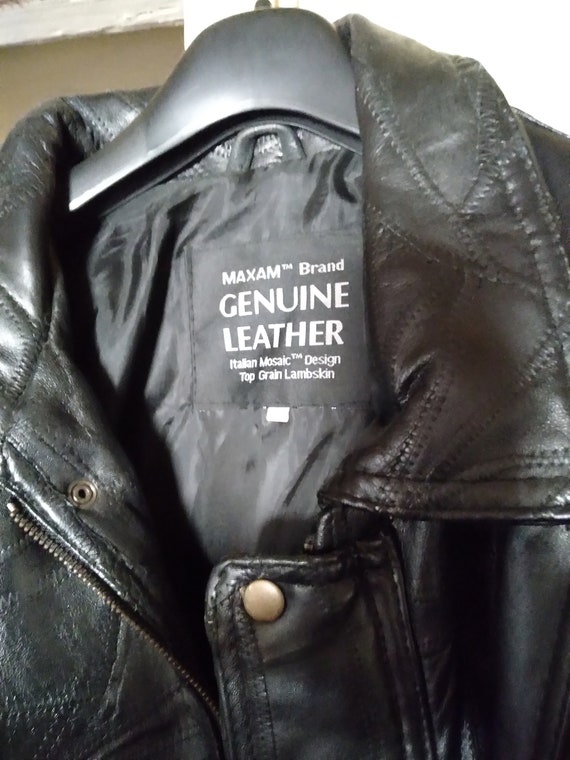 MAXAM™ Brand
GENUINE
LEATHER
Italian Mosaic™ Design
Top Grain Lambskin